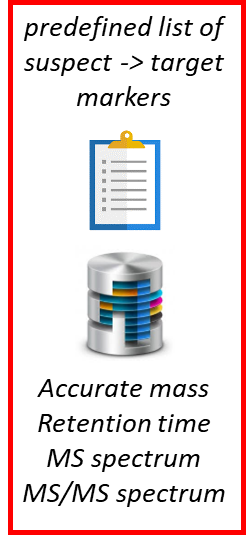 predefined list of
suspect -> target
markers
Accurate mass
Retention time
MS spectrum
MS/MS spectrum